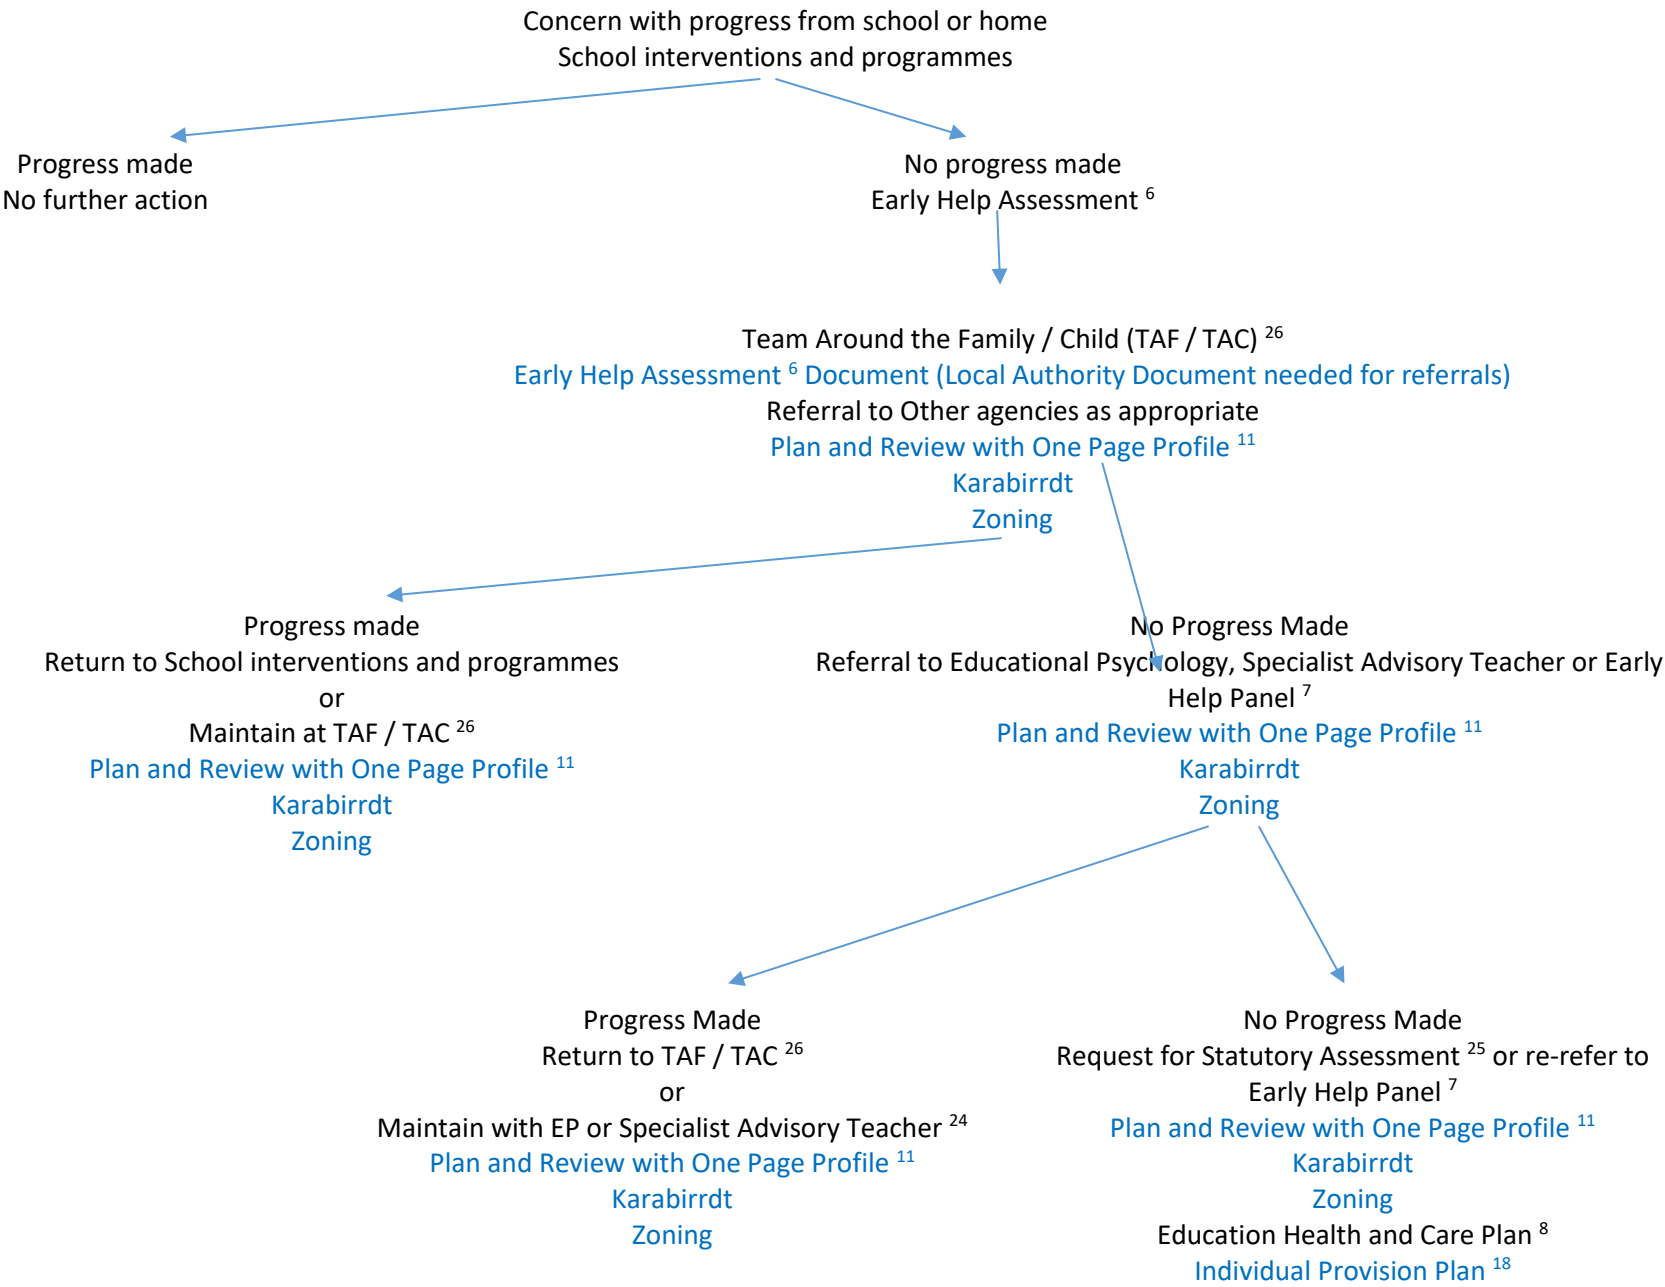 Concern with progress from school or home
School interventions and programmes
Progress made
No further action
No progress made
Early Help Assessment 6
Team Around the Family / Child (TAF / TAC) 26
Early Help Assessment 6 Document (Local Authority Document needed for referrals)
Referral to Other agencies as appropriate
Plan and Review with One Page Profile 11
Karabirrdt
Zoning
Progress made
Return to School interventions and programmes
or
Maintain at TAF / TAC 26
Plan and Review with One Page Profile 11
Karabirrdt
Zoning
No Progress Made
Referral to Educational Psychology, Specialist Advisory Teacher or Early
Help Panel 7
Plan and Review with One Page Profile 11
Karabirrdt
Zoning
Progress Made
Return to TAF / TAC 26
or
Maintain with EP or Specialist Advisory Teacher 24
Plan and Review with One Page Profile 11
Karabirrdt
Zoning
No Progress Made
Request for Statutory Assessment 25 or re-refer to
Early Help Panel 7
Plan and Review with One Page Profile 11
Karabirrdt
Zoning
Education Health and Care Plan 8
Individual Provision Plan 18